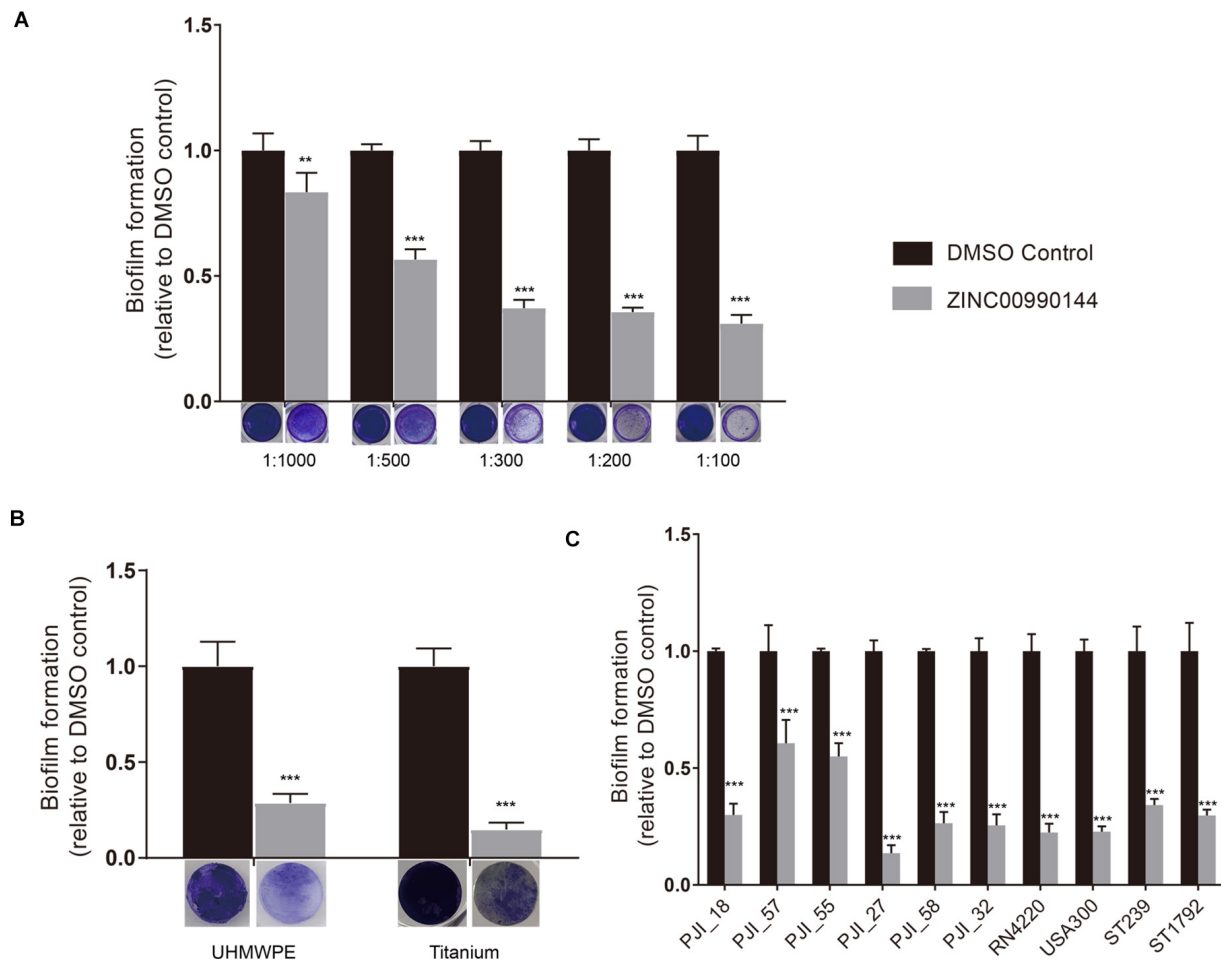 A
Biofilm formation
(relative to DMSO control)
1.5
1.0
0.5
0.0
**
***
***
***
***
1:1000 1:500 1:300 1:200 1:100
DMSO Control
ZINC00990144
B
Biofilm formation
(relative to DMSO control)
1.5
1.0
0.5
0.0
***
***
UHMWPE Titanium
C
Biofilm formation
(relative to DMSO control)
1.5
1.0
0.5
0.0
***
***
***
***
***
***
***
***
***
***
PJI_18
PJI_57
PJI_55
PJI_27
PJI_58
PJI_32
RN4220
USA300
ST239
ST1792